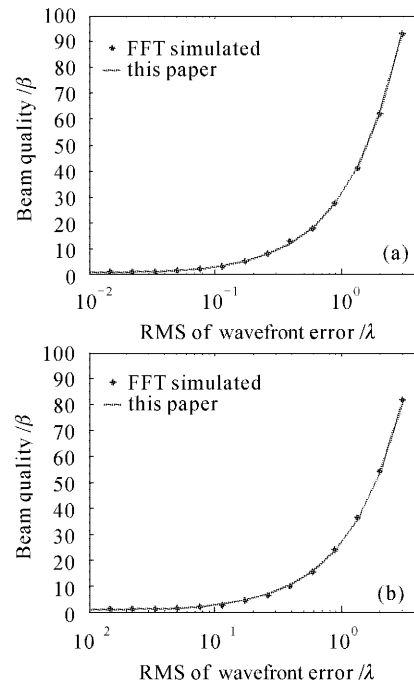 100
90
80
70
60
50
40
30
20
10
0
Beam quality /β
FFT simulated
this paper
(a)
10⁻² 10⁻¹ 10⁰
RMS of wavefront error /λ
100
90
80
70
60
50
40
30
20
10
0
Beam quality /β
FFT simulated
this paper
(b)
10 ² 10 ¹ 10⁰
RMS of wavefront error /λ